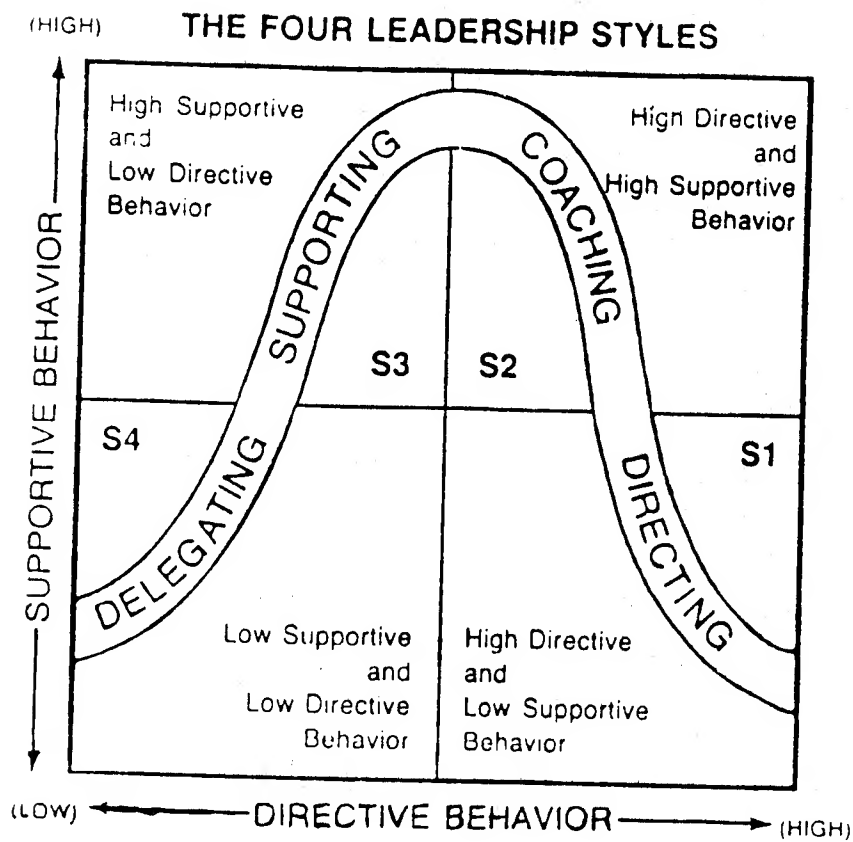 (HIGH)
THE FOUR LEADERSHIP STYLES
High Supportive
and
Low Directive
Behavior
High Directive
and
High Supportive
Behavior
SUPPORTING
COACHING
SUPPORTIVE BEHAVIOR
S3
S2
S4
S1
DELEGATING
DIRECTING
Low Supportive
and
Low Directive
Behavior
High Directive
and
Low Supportive
Behavior
(LOW)
DIRECTIVE BEHAVIOR
(HIGH)